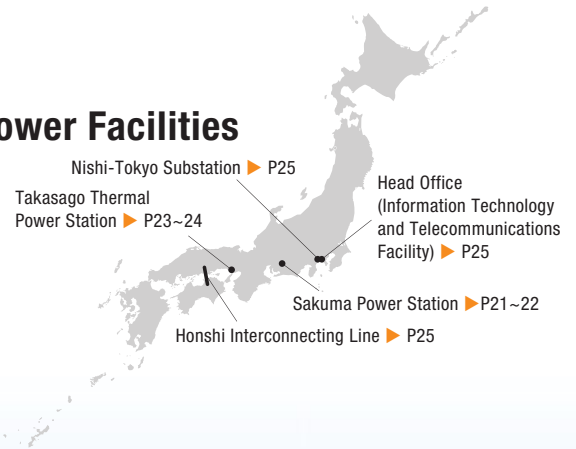 ower Facilities
Nishi-Tokyo Substation ▶ P25
Takasago Thermal
Power Station ▶ P23~24
Head Office
(Information Technology
and Telecommunications
Facility) ▶ P25
Sakuma Power Station ▶P21~22
Honshi Interconnecting Line ▶ P25